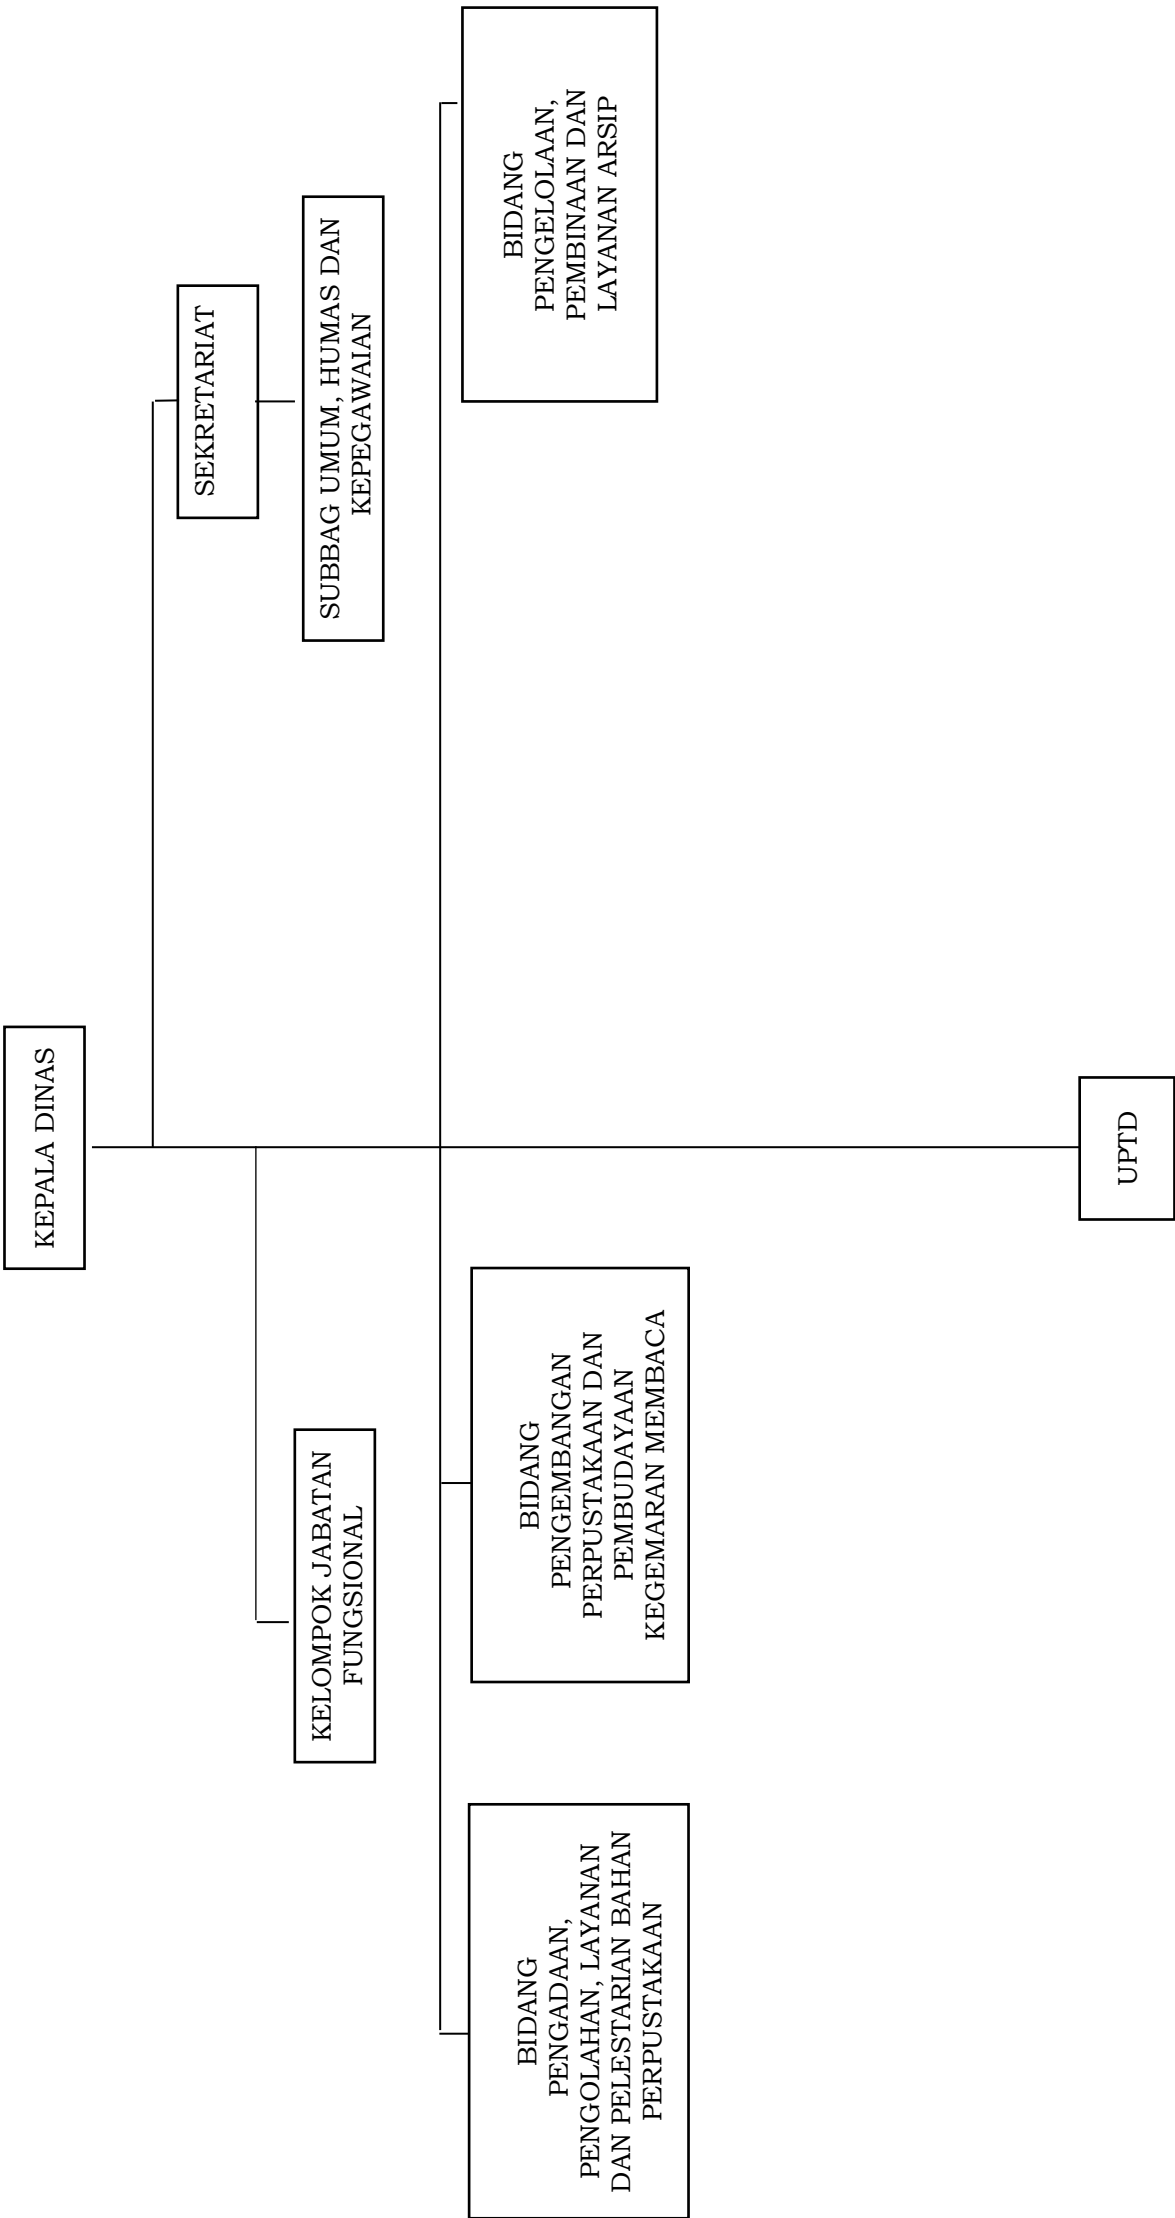 KEPALA DINAS
SEKRETARIAT
SUBBAG UMUM, HUMAS DAN
KEPEGAWAIAN
KELOMPOK JABATAN
FUNGSIONAL
BIDANG
PENGADAAN,
PENGOLAHAN, LAYANAN
DAN PELESTARIAN BAHAN
PERPUSTAKAAN
BIDANG
PENGEMBANGAN
PERPUSTAKAAN DAN
PEMBUDAYAAN
KEGEMARAN MEMBACA
BIDANG
PENGELOLAAN,
PEMBINAAN DAN
LAYANAN ARSIP
UPTD